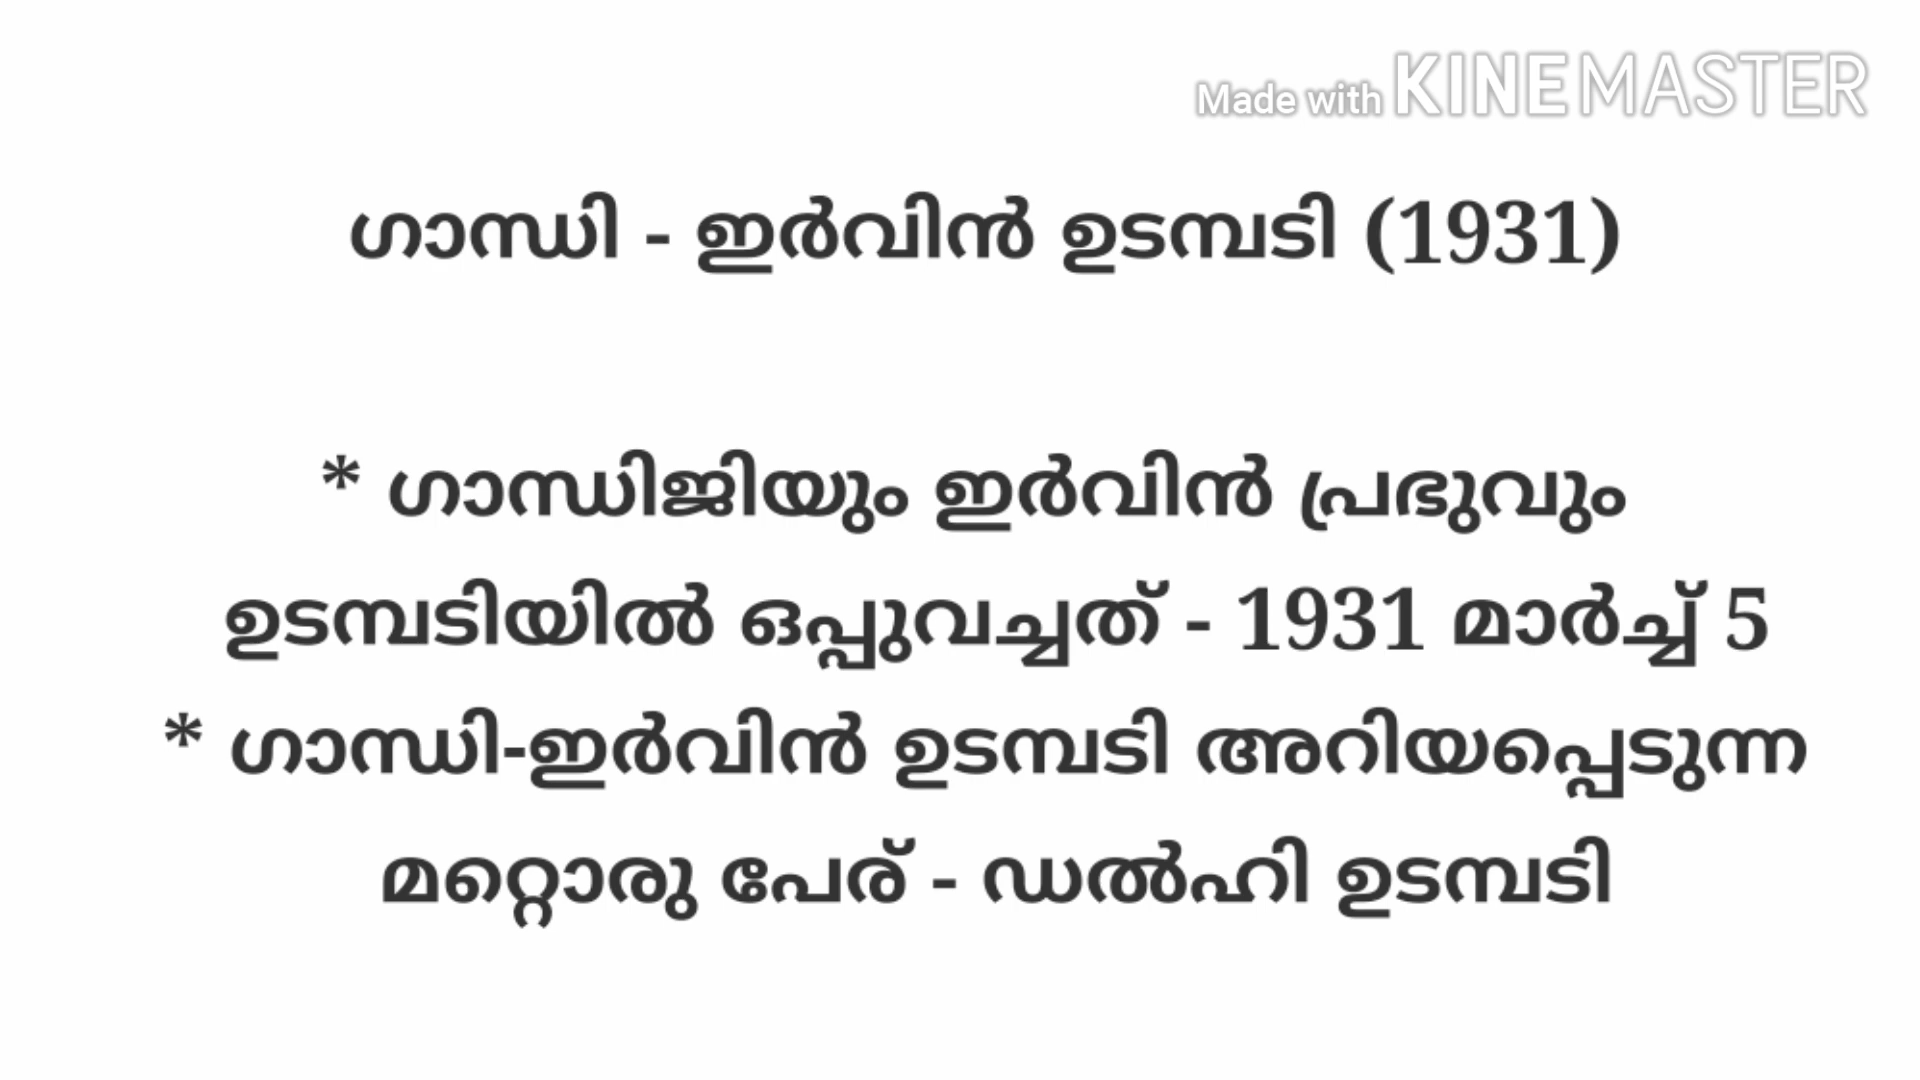 Made with KINEMASTER
ഗാന്ധി - ഇർവിൻ ഉടമ്പടി (1931)
* ഗാന്ധിജിയും ഇർവിൻ പ്രഭുവും
ഉടമ്പടിയിൽ ഒപ്പുവച്ചത് - 1931 മാർച്ച് 5
* ഗാന്ധി-ഇർവിൻ ഉടമ്പടി അറിയപ്പെടുന്ന
മറ്റൊരു പേര് - ഡൽഹി ഉടമ്പടി